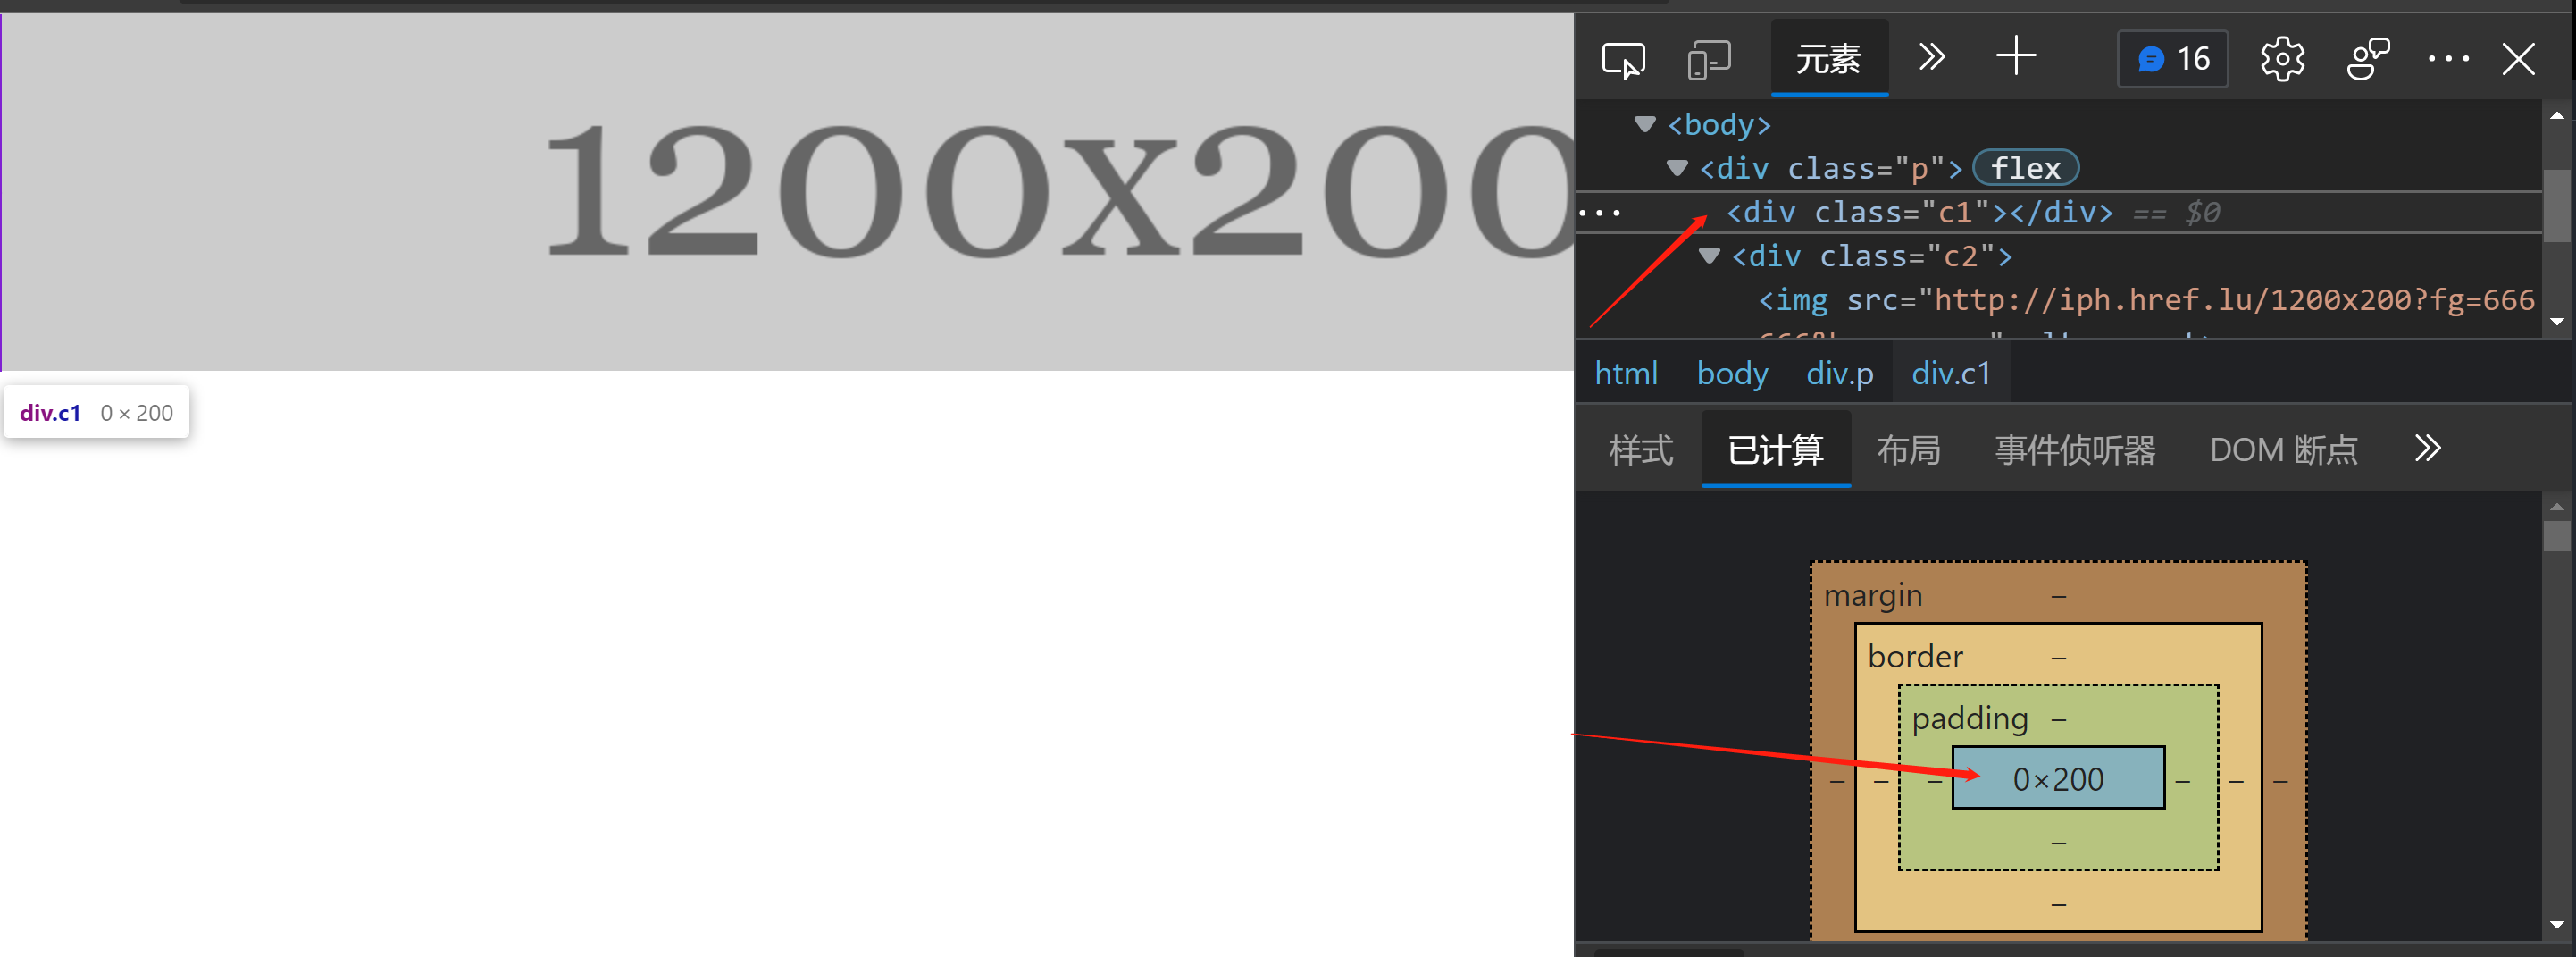 1200x200
div.c1 0 × 200
元素
16
<body>
<div class="p"> flex
<div class="c1"></div> == $0
<div class="c2">
<img src="http://iph.href.lu/1200x200?fg=666
html body div.p div.c1
样式 已计算 布局 事件侦听器 DOM 断点
margin –
border –
padding –
– – – 0×200 – – –
–
–